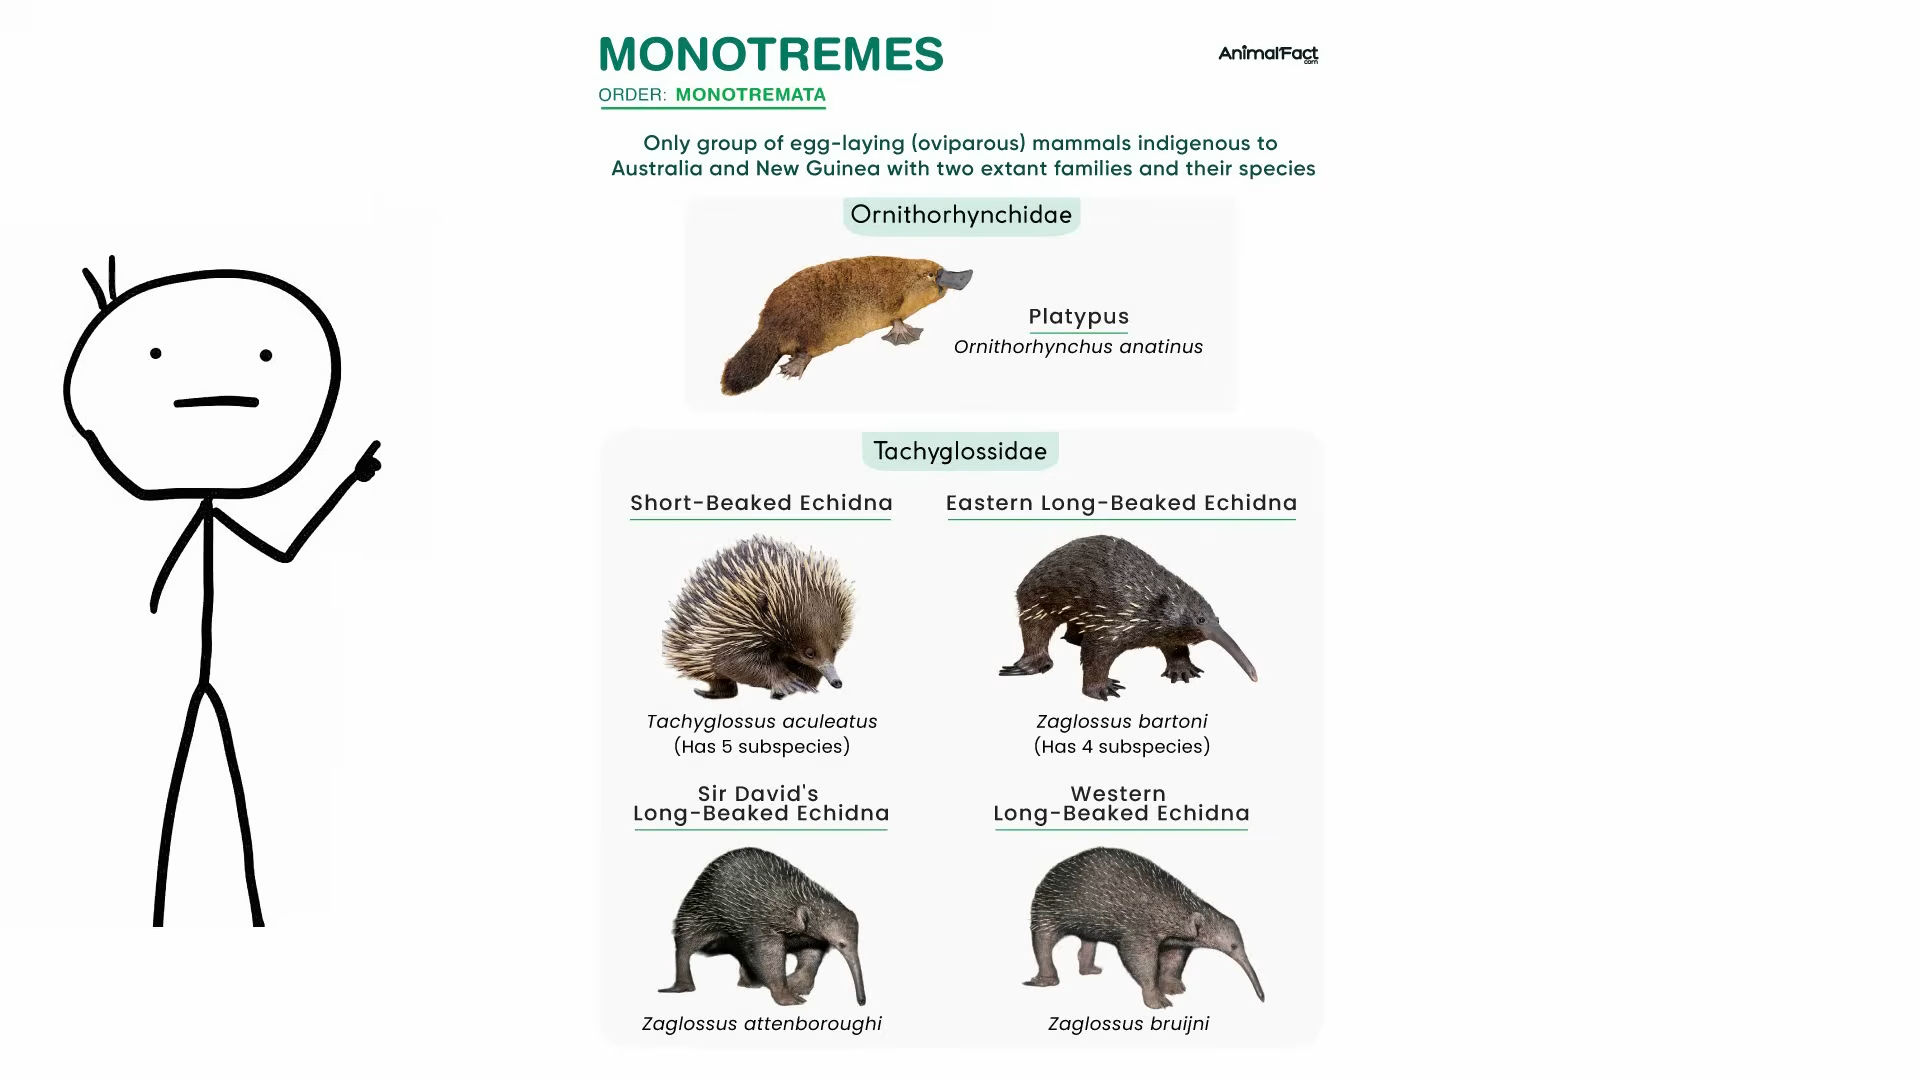 MONOTREMES
AnimalFact
.com
ORDER: MONOTREMATA
Only group of egg-laying (oviparous) mammals indigenous to
Australia and New Guinea with two extant families and their species
Ornithorhynchidae
Platypus
Ornithorhynchus anatinus
Tachyglossidae
Short-Beaked Echidna
Tachyglossus aculeatus
(Has 5 subspecies)
Eastern Long-Beaked Echidna
Zaglossus bartoni
(Has 4 subspecies)
Sir David's
Long-Beaked Echidna
Zaglossus attenboroughi
Western
Long-Beaked Echidna
Zaglossus bruijni